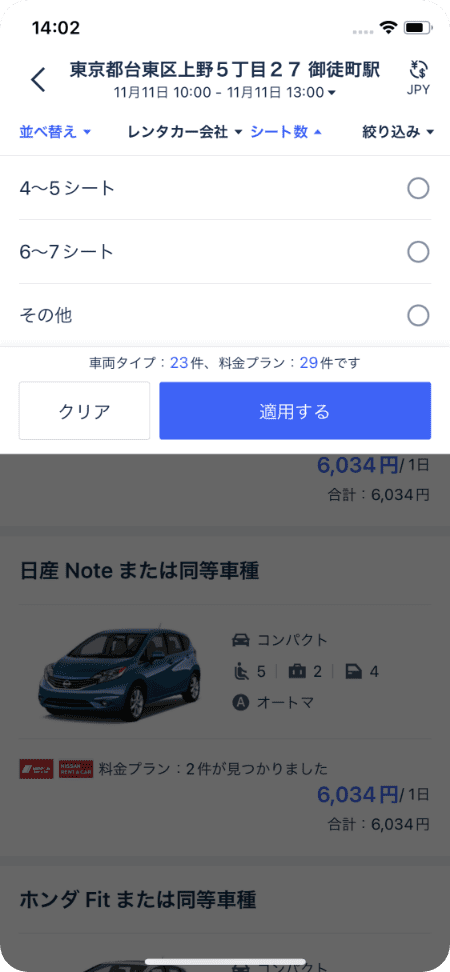 14:02
東京都台東区上野５丁目２７ 御徒町駅
11月11日 10:00 - 11月11日 13:00
JPY
並べ替え
レンタカー会社
シート数
絞り込み
4〜5シート
6〜7シート
その他
車両タイプ：23件、料金プラン：29件です
クリア
適用する
6,034円/ 1日
合計：6,034円
日産 Note または同等車種
コンパクト
5
2
4
A オートマ
NISSAN RENT A CAR
料金プラン：2件が見つかりました
6,034円/ 1日
合計：6,034円
ホンダ Fit または同等車種
コンパクト